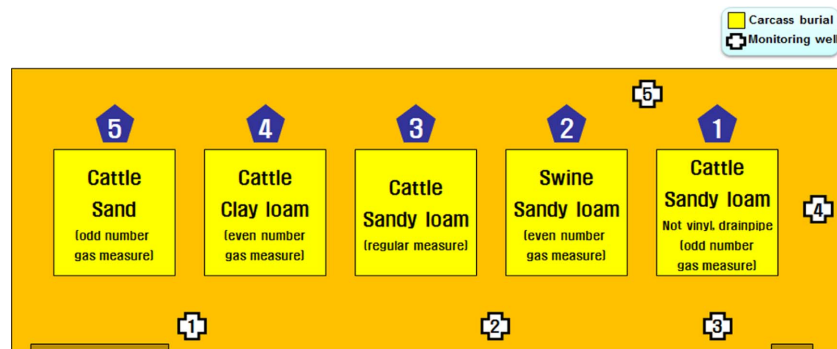 Carcass burial
Monitoring well
5
5
4
3
2
1
Cattle
Sand
(odd number
gas measure)
Cattle
Clay loam
(even number
gas measure)
Cattle
Sandy loam
(regular measure)
Swine
Sandy loam
(even number
gas measure)
Cattle
Sandy loam
Not vinyl, drainpipe
(odd number
gas measure)
4
1
2
3